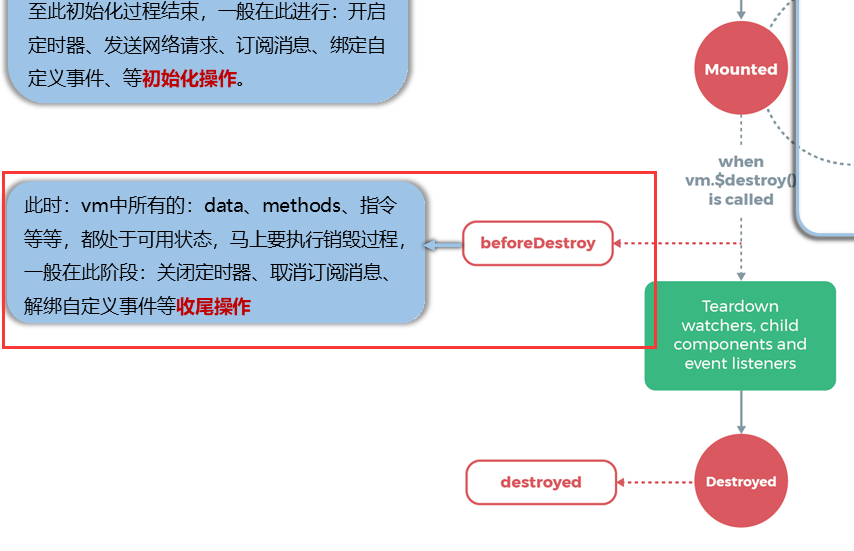 至此初始化过程结束，一般在此进行：开启
定时器、发送网络请求、订阅消息、绑定自
定义事件、等初始化操作。
Mounted
when
vm.$destroy()
is called
此时：vm中所有的：data、methods、指令
等等，都处于可用状态，马上要执行销毁过程，
一般在此阶段：关闭定时器、取消订阅消息、
解绑自定义事件等收尾操作
beforeDestroy
Teardown
watchers, child
components and
event listeners
destroyed
Destroyed